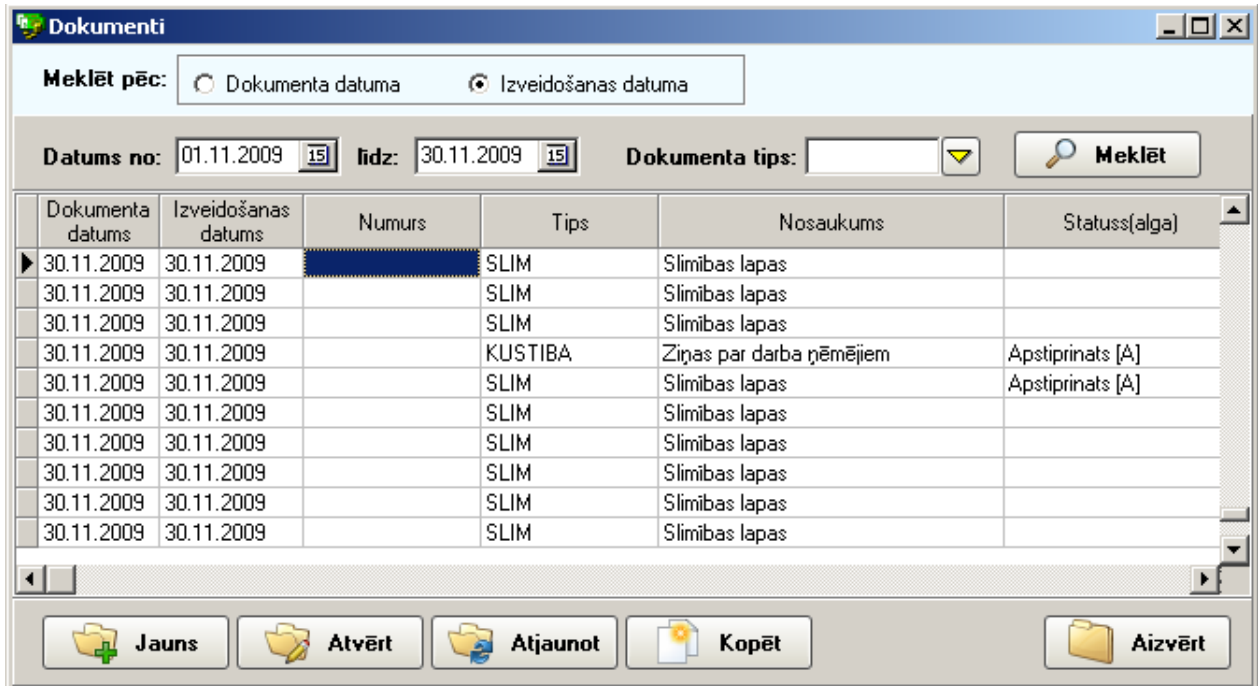 Dokumenti
Meklēt pēc: Dokumenta datuma Izveidošanas datuma
Datums no: 01.11.2009 15 līdz: 30.11.2009 15 Dokumenta tips: Meklēt
Dokumenta datums Izveidošanas datums Numurs Tips Nosaukums Statuss(alga)
30.11.2009 30.11.2009 SLIM Slimības lapas
30.11.2009 30.11.2009 SLIM Slimības lapas
30.11.2009 30.11.2009 SLIM Slimības lapas
30.11.2009 30.11.2009 KUSTIBA Ziņas par darba ņēmējiem Apstiprinats [A]
30.11.2009 30.11.2009 SLIM Slimības lapas Apstiprinats [A]
30.11.2009 30.11.2009 SLIM Slimības lapas
30.11.2009 30.11.2009 SLIM Slimības lapas
30.11.2009 30.11.2009 SLIM Slimības lapas
30.11.2009 30.11.2009 SLIM Slimības lapas
30.11.2009 30.11.2009 SLIM Slimības lapas
Jauns Atvērt Atjaunot Kopēt Aizvērt